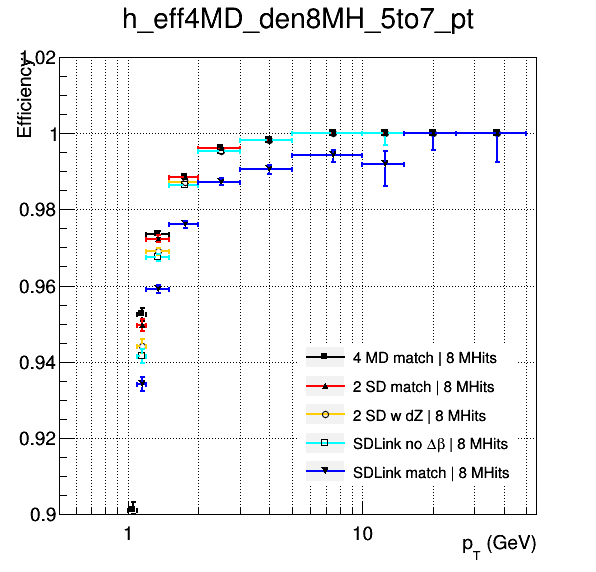 h_eff4MD_den8MH_5to7_pt
Efficiency
1.02
1
0.98
0.96
0.94
0.92
0.9
4 MD match | 8 MHits
2 SD match | 8 MHits
2 SD w dZ | 8 MHits
SDLink no Δβ | 8 MHits
SDLink match | 8 MHits
1
10
p_T (GeV)